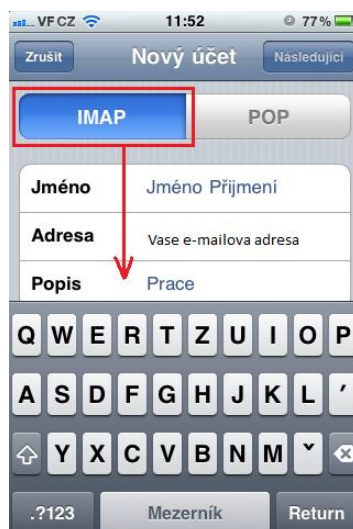 VF CZ 11:52 77 %
Zrušit Nový účet Následující
IMAP POP
Jméno Jméno Přijmení
Adresa Vase e-mailova adresa
Popis Prace
Q W E R T Z U I O P
A S D F G H J K L ´
Y X C V B N M ˇ
.?123 Mezerník Return